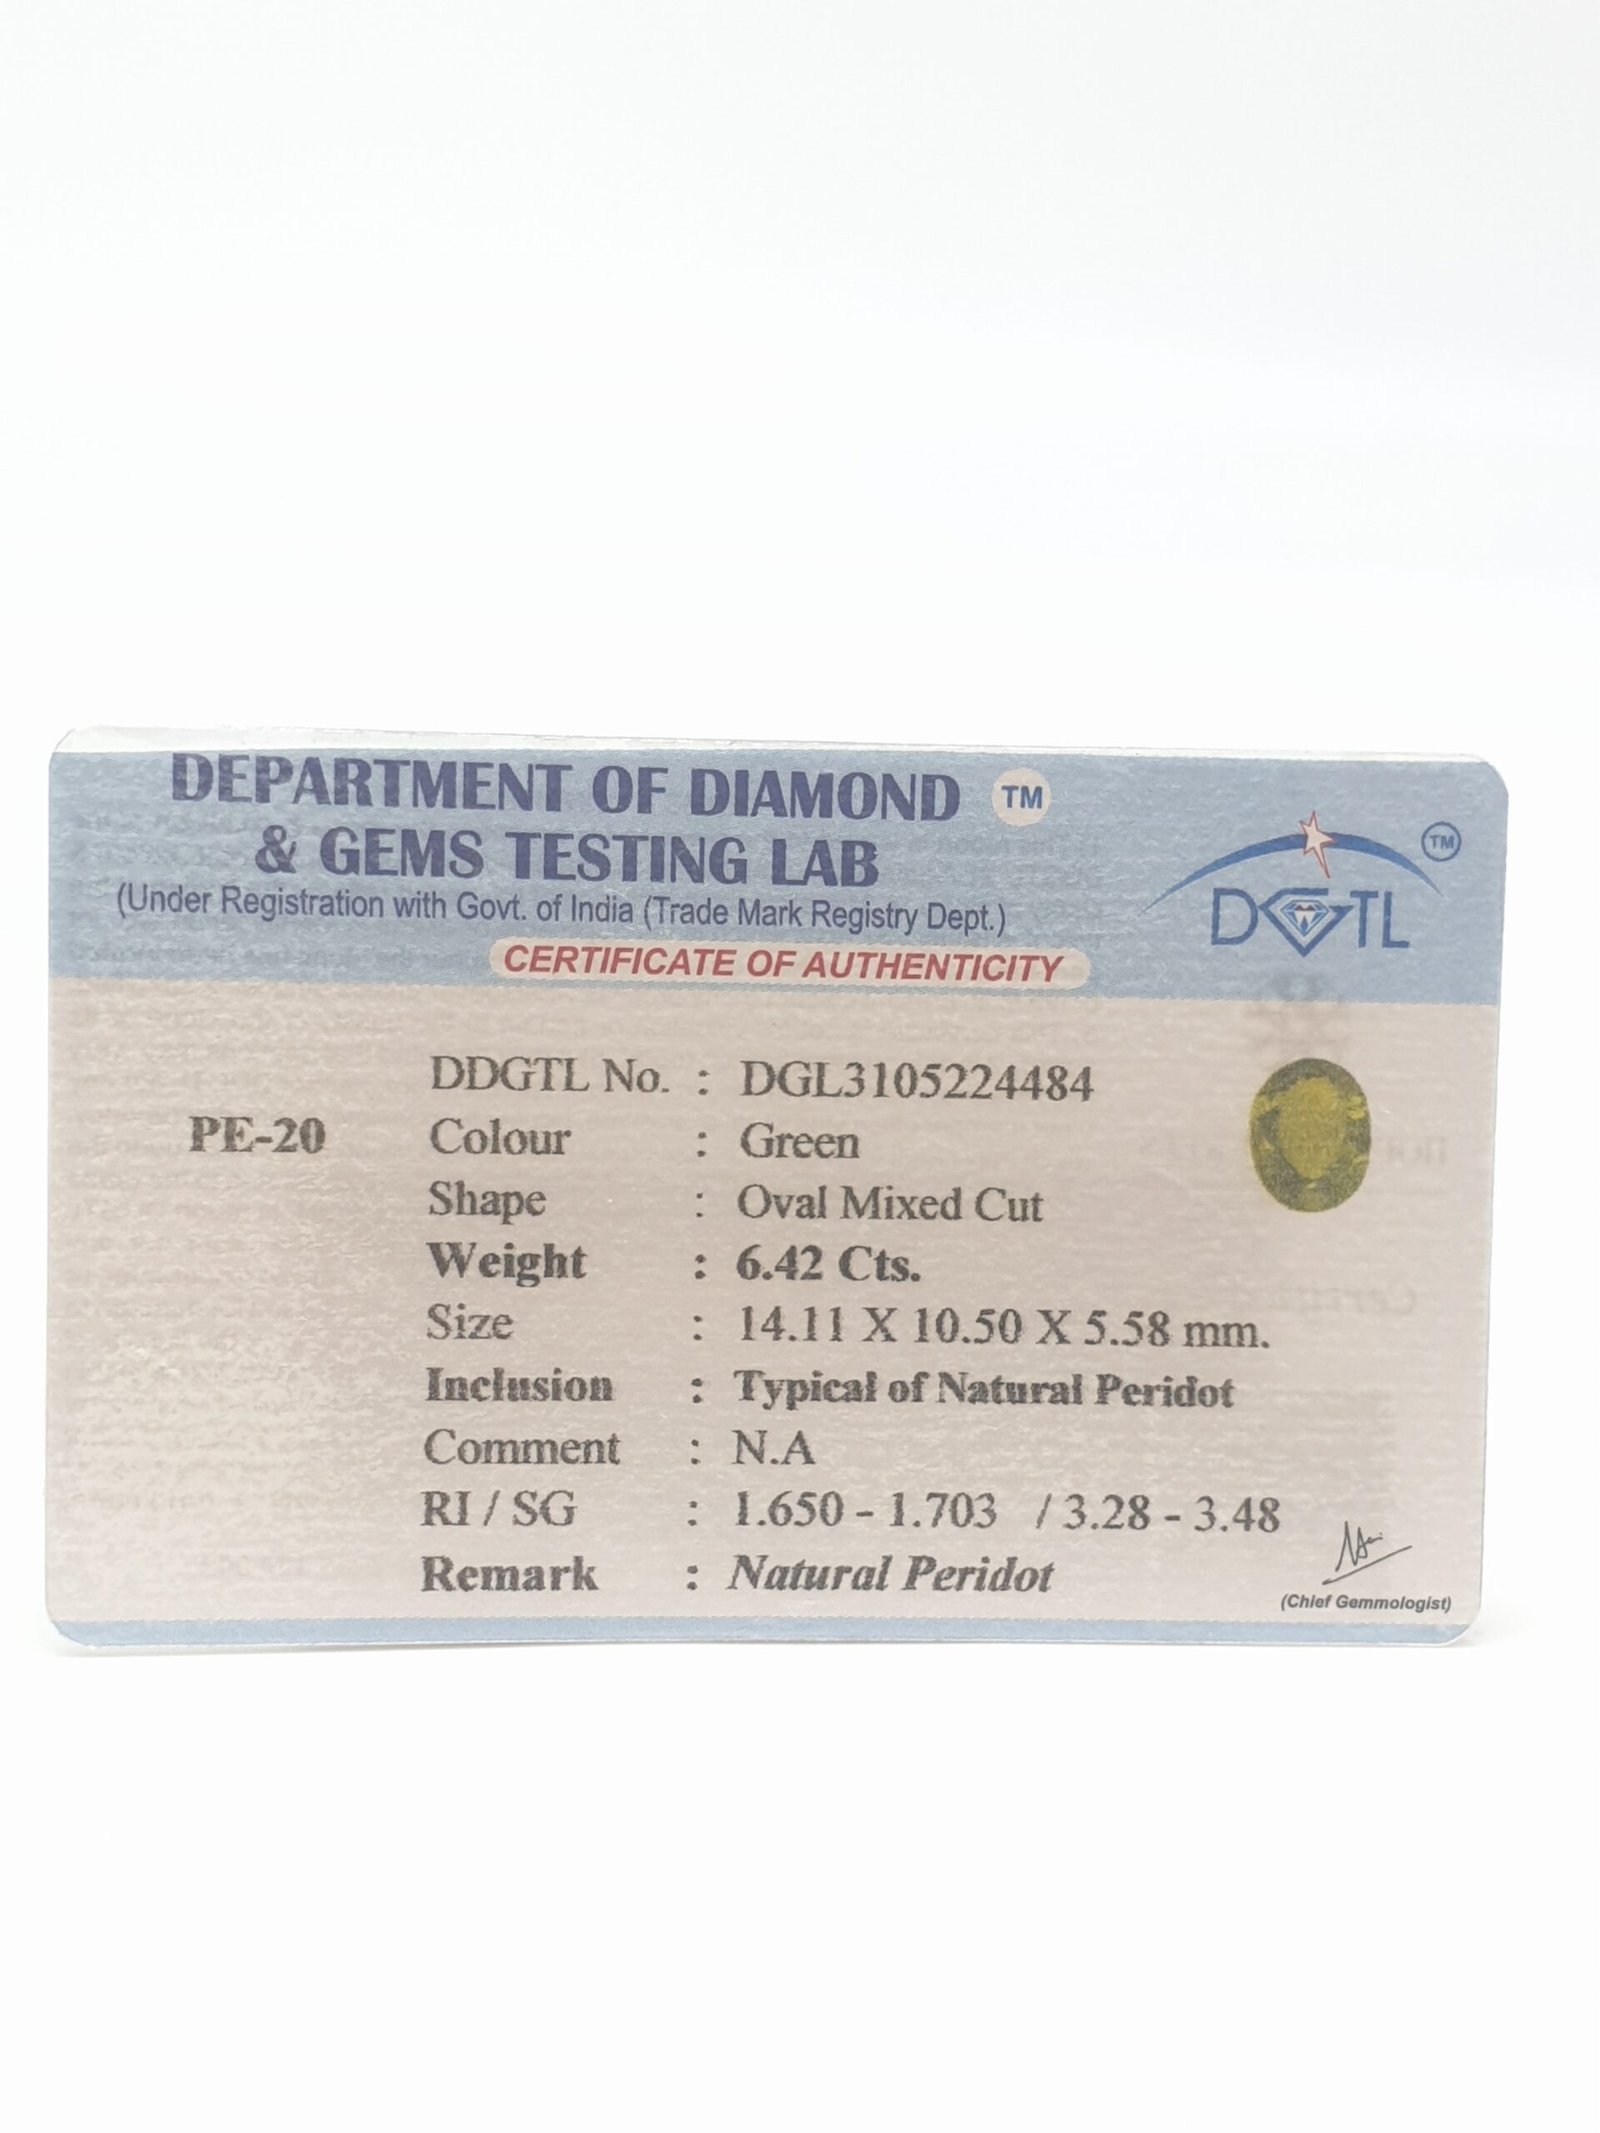 DEPARTMENT OF DIAMOND TM
& GEMS TESTING LAB
(Under Registration with Govt. of India (Trade Mark Registry Dept.)
CERTIFICATE OF AUTHENTICITY
TM
DGTL
DDGTL No. : DGL3105224484
PE-20 Colour : Green
Shape : Oval Mixed Cut
Weight : 6.42 Cts.
Size : 14.11 X 10.50 X 5.58 mm.
Inclusion : Typical of Natural Peridot
Comment : N.A
RI / SG : 1.650 - 1.703 / 3.28 - 3.48
Remark : Natural Peridot
(Chief Gemmologist)